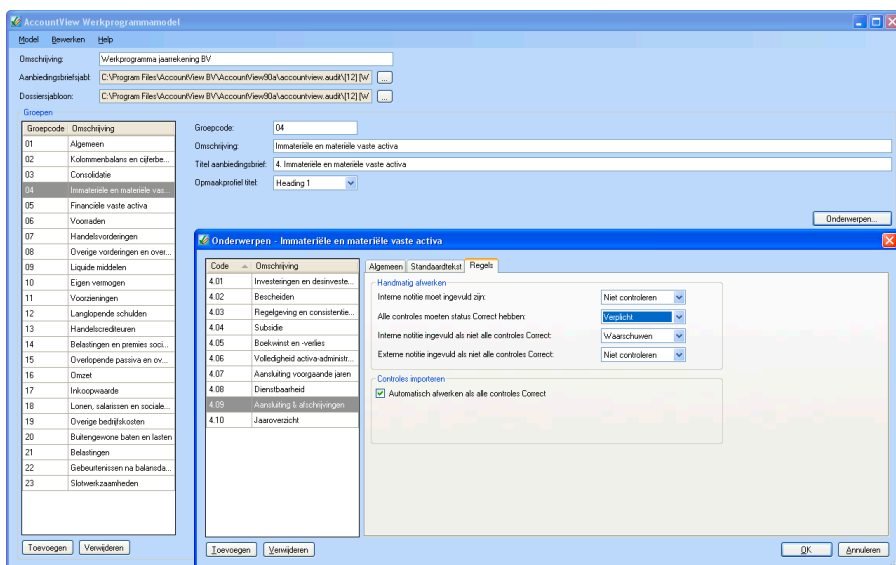 AccountView Werkprogrammamodel
Model Bewerken Help
Omschrijving: Werkprogramma jaarrekening BV
Aanbiedingsbriefsjabl: C:\Program Files\AccountView BV\AccountView90a\accountview.audit\[12] [W ...
Dossiersjabloon: C:\Program Files\AccountView BV\AccountView90a\accountview.audit\[12] [W ...
Groepen
Groepcode Omschrijving
01 Algemeen
02 Kolommenbalans en cijferbe...
03 Consolidatie
04 Immateriële en materiële vas...
05 Financiële vaste activa
06 Voorraden
07 Handelsvorderingen
08 Overige vorderingen en over...
09 Liquide middelen
10 Eigen vermogen
11 Voorzieningen
12 Langlopende schulden
13 Handelscrediteuren
14 Belastingen en premies soci...
15 Overlopende passiva en ov...
16 Omzet
17 Inkoopwaarde
18 Lonen, salarissen en sociale...
19 Overige bedrijfskosten
20 Buitengewone baten en lasten
21 Belastingen
22 Gebeurtenissen na balansda...
23 Slotwerkzaamheden
Toevoegen Verwijderen
Groepcode: 04
Omschrijving: Immateriële en materiële vaste activa
Titel aanbiedingsbrief: 4. Immateriële en materiële vaste activa
Opmaakprofiel titel: Heading 1
Onderwerpen...
Onderwerpen - Immateriële en materiële vaste activa
Code Omschrijving
4.01 Investeringen en desinveste...
4.02 Bescheiden
4.03 Regelgeving en consistentie...
4.04 Subsidie
4.05 Boekwinst en -verlies
4.06 Volledigheid activa-administr...
4.07 Aansluiting voorgaande jaren
4.08 Dienstbaarheid
4.09 Aansluiting & afschrijvingen
4.10 Jaaroverzicht
Toevoegen Verwijderen
Algemeen Standaardtekst Regels
Handmatig afwerken
Interne notitie moet ingevuld zijn: Niet controleren
Alle controles moeten status Correct hebben: Verplicht
Interne notitie ingevuld als niet alle controles Correct: Waarschuwen
Externe notitie ingevuld als niet alle controles Correct: Niet controleren
Controles importeren
Automatisch afwerken als alle controles Correct
OK Annuleren